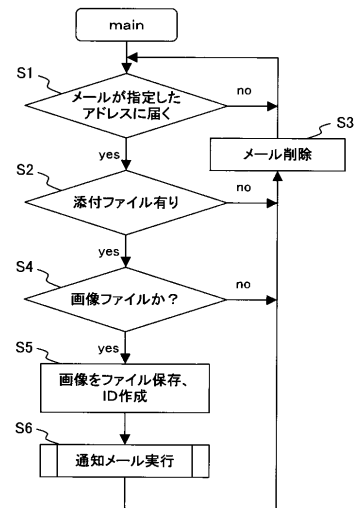 main
S1
メールが指定した
アドレスに届く
no
yes
S3
メール削除
S2
添付ファイル有り
no
yes
S4
画像ファイルか？
no
yes
S5
画像をファイル保存、
ID作成
S6
通知メール実行